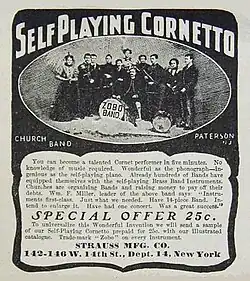 SELF PLAYING CORNETTO
ZOBO
BAND
CHURCH
BAND
PATERSON
N.J.
You can become a talented Cornet performer in five minutes. No
knowledge of music required. Wonderful as the phonograph—in-
genious as the self-playing piano. Already hundreds of Bands have
equipped themselves with the self-playing Brass Band Instruments.
Churches are organizing Bands and raising money to pay off their
debts. Wm. F. Miller, leader of the above band says "Instru-
ments first-class. Just what we needed. Have 14-piece Band. In-
tend to enlarge it. Have had one concert. Was a great success."
SPECIAL OFFER 25c.
To universalize this Wonderful Invention we will send a sample
of our Self-Playing Cornetto prepaid for 25c. with our Illustrated
catalogue. Trade-mark "Zobo" on every Instrument.
STRAUSS MFG. CO.
142-146 W. 14th St., Dept. 14, New York